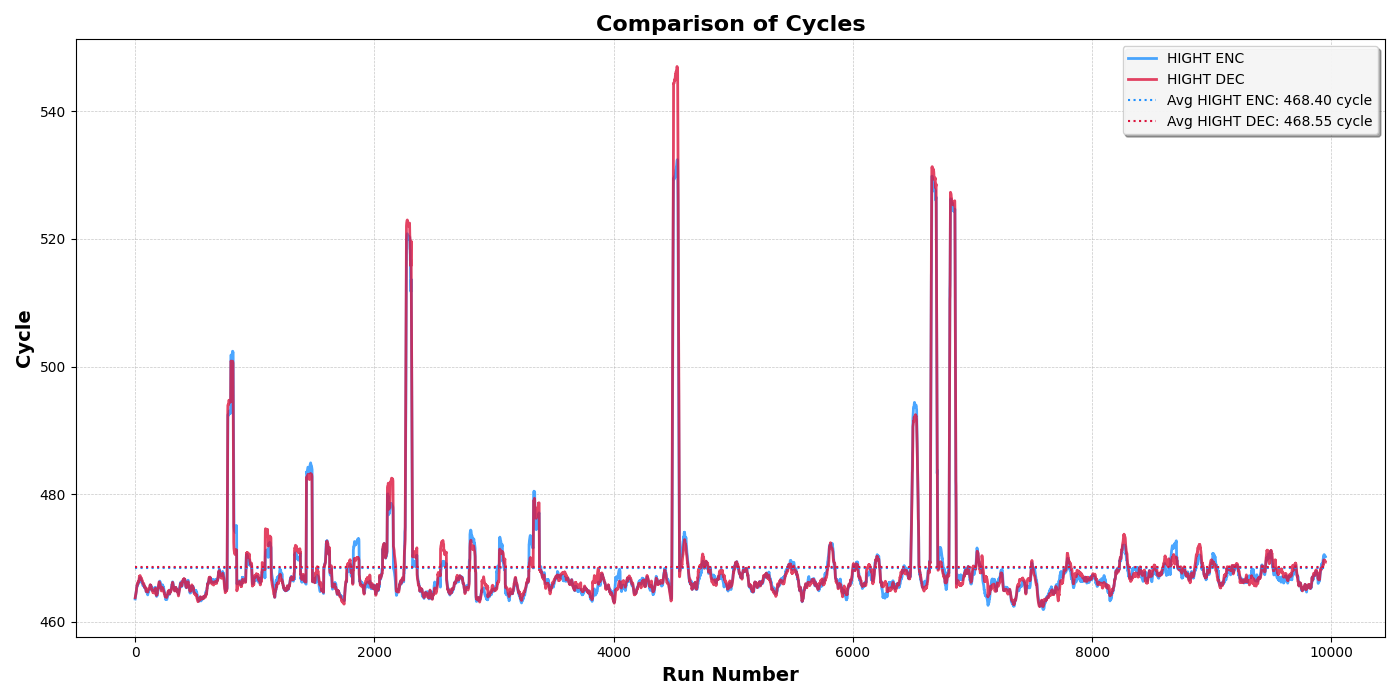 Comparison of Cycles
HIGHT ENC
HIGHT DEC
Avg HIGHT ENC: 468.40 cycle
Avg HIGHT DEC: 468.55 cycle
540
520
500
480
460
Cycle
0
2000
4000
6000
8000
10000
Run Number